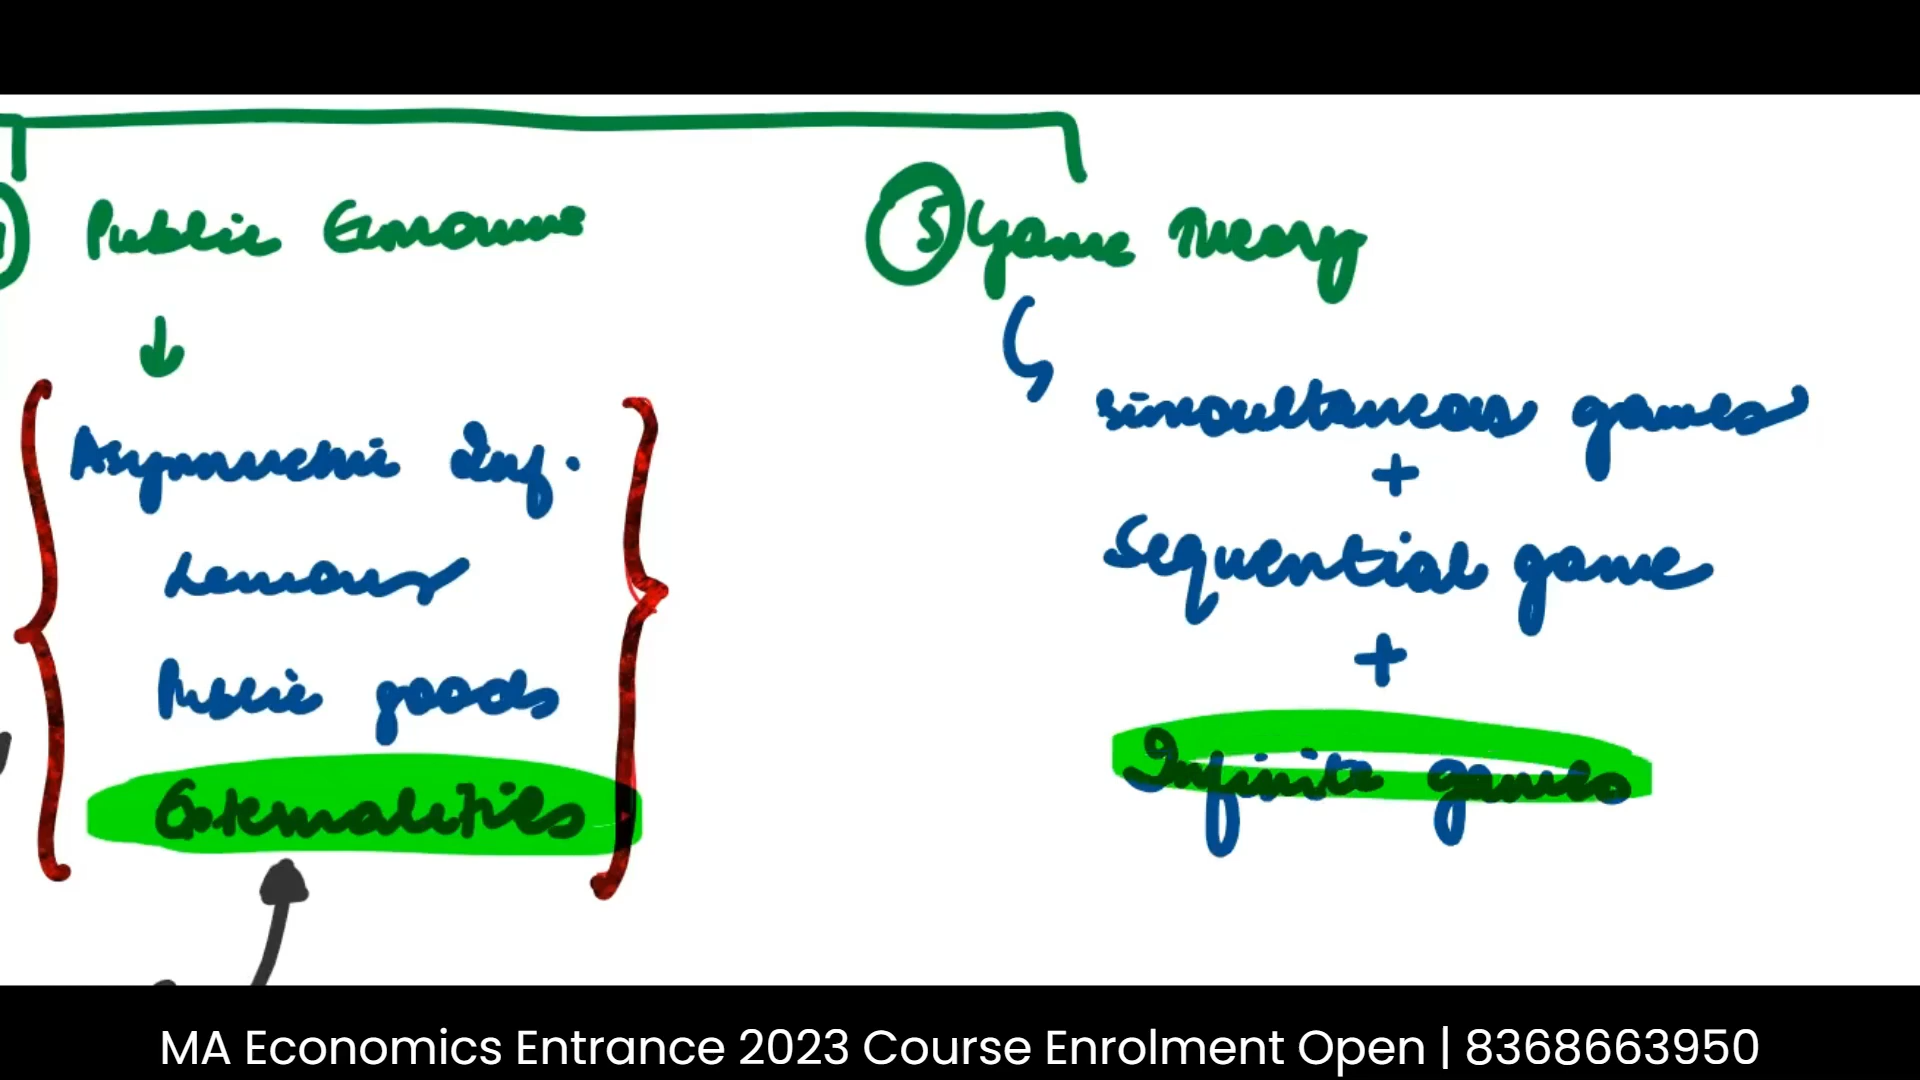 Public Economics
↓
Asymmetric Inf.
Lemons
Public goods
Externalities
5 Game Theory
Simultaneous games
+
Sequential game
+
Infinite games
MA Economics Entrance 2023 Course Enrolment Open | 8368663950